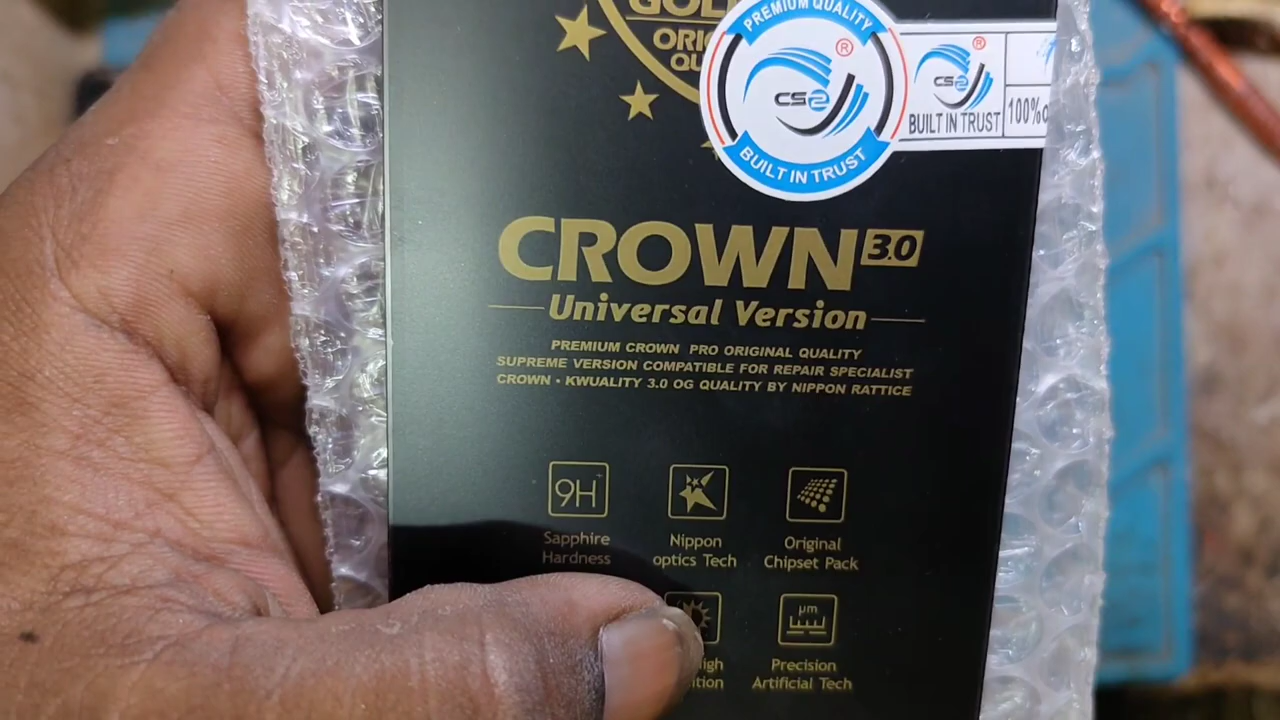 PREMIUM QUALITY
CS2
BUILT IN TRUST
CS2
BUILT IN TRUST
CROWN 3.0
Universal Version
PREMIUM CROWN PRO ORIGINAL QUALITY
SUPREME VERSION COMPATIBLE FOR REPAIR SPECIALIST
CROWN • KWUALITY 3.0 OG QUALITY BY NIPPON RATTICE
9H+
Sapphire
Hardness
Nippon
optics Tech
Original
Chipset Pack
µm
Precision
Artificial Tech